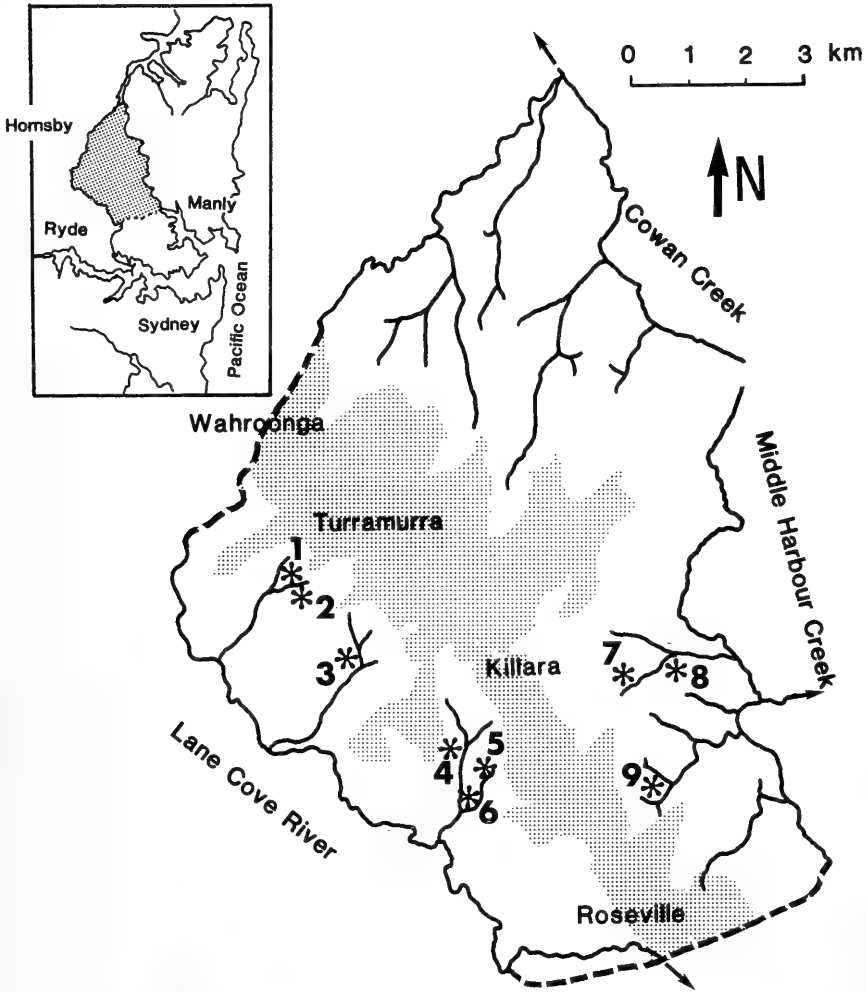 0 1 2 3 km
Hornsby
Manly
Ryde
Sydney
Pacific Ocean
N
Cowan Creek
Wahroonga
Middle Harbour Creek
Turramurra
1
2
3
Killara
7
8
Lane Cove River
4
5
6
9
Roseville